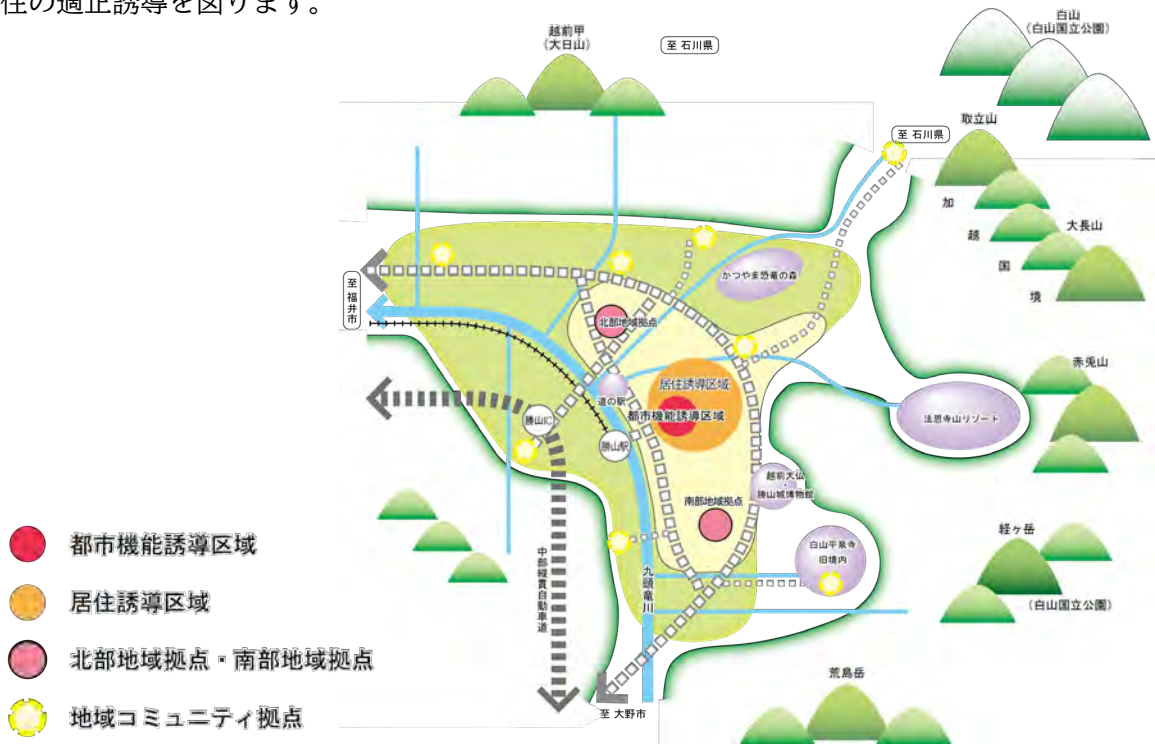 住の適正誘導を図ります。
越前甲
(大日山)
至 石川県
白山
(白山国立公園)
取立山
至 石川県
加
越
国
境
大長山
かつやま恐竜の森
至 福井市
北部地域拠点
居住誘導区域
道の駅
都市機能誘導区域
勝山IC
勝山駅
赤兎山
法恩寺山リゾート
越前大仏
・
勝山城博物館
南部地域拠点
白山平泉寺
旧境内
経ヶ岳
(白山国立公園)
中部縦貫自動車道
九頭竜川
荒島岳
至 大野市
都市機能誘導区域
居住誘導区域
北部地域拠点・南部地域拠点
地域コミュニティ拠点